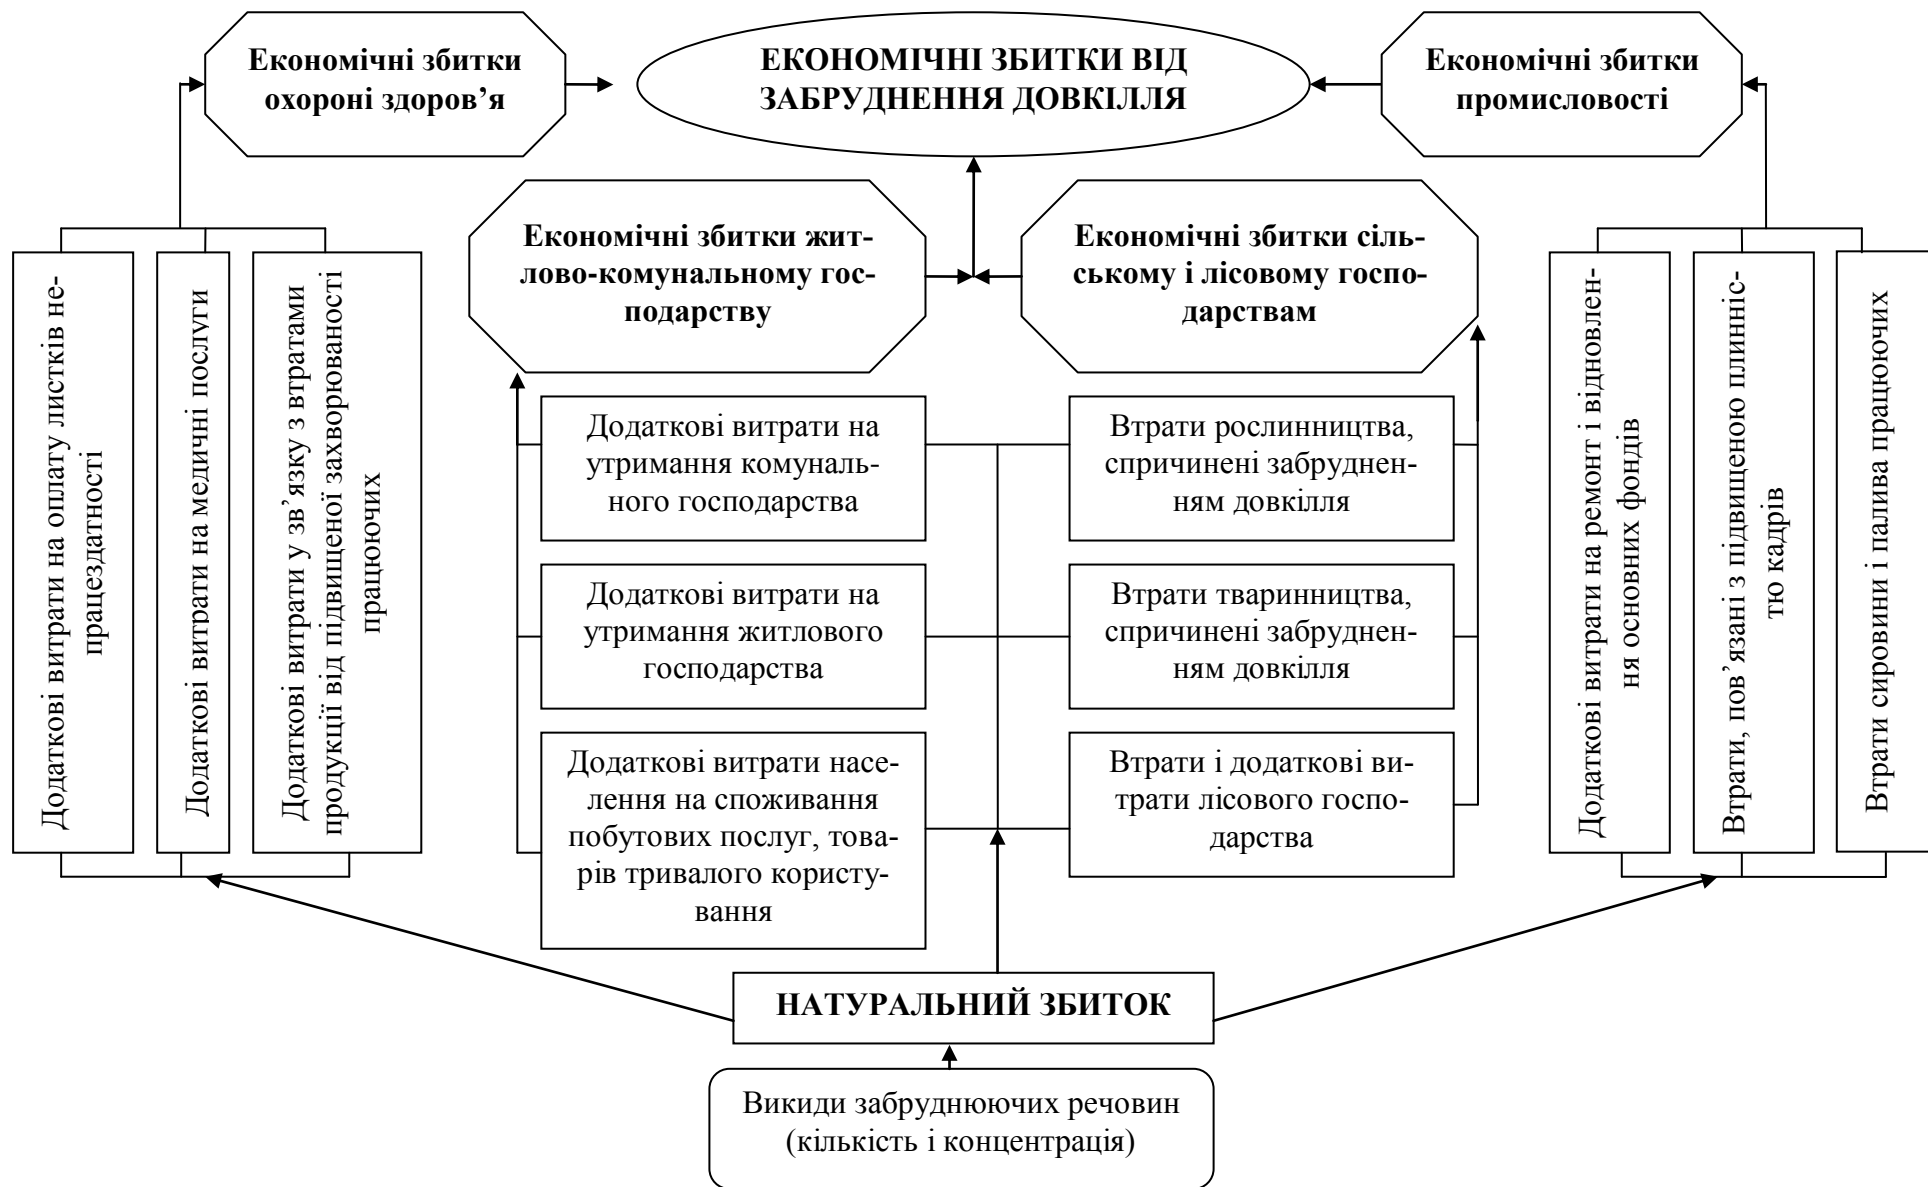 Економічні збитки
охороні здоров’я
ЕКОНОМІЧНІ ЗБИТКИ ВІД
ЗАБРУДНЕННЯ ДОВКІЛЛЯ
Економічні збитки
промисловості
Економічні збитки жит-
лово-комунальному гос-
подарству
Економічні збитки сіль-
ському і лісовому госпо-
дарствам
Додаткові витрати на оплату листків не-
працездатності
Додаткові витрати на медичні послуги
Додаткові витрати у зв’язку з втратами
продукції від підвищеної захворюваності
працюючих
Додаткові витрати на
утримання комуналь-
ного господарства
Додаткові витрати на
утримання житлового
господарства
Додаткові витрати насе-
лення на споживання
побутових послуг, това-
рів тривалого користу-
вання
Втрати рослинництва,
спричинені забруднен-
ням довкілля
Втрати тваринництва,
спричинені забруднен-
ням довкілля
Втрати і додаткові ви-
трати лісового госпо-
дарства
Додаткові витрати на ремонт і відновлен-
ня основних фондів
Втрати, пов’язані з підвищеною плинніс-
тю кадрів
Втрати сировини і палива працюючих
НАТУРАЛЬНИЙ ЗБИТОК
Викиди забруднюючих речовин
(кількість і концентрація)